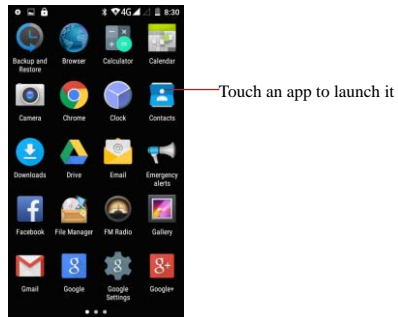 4G 8:30
Backup and Restore
Browser
Calculator
Calendar
Touch an app to launch it
Camera
Chrome
Clock
Contacts
Downloads
Drive
Email
Emergency alerts
Facebook
File Manager
FM Radio
Gallery
Gmail
Google
Google Settings
Google+